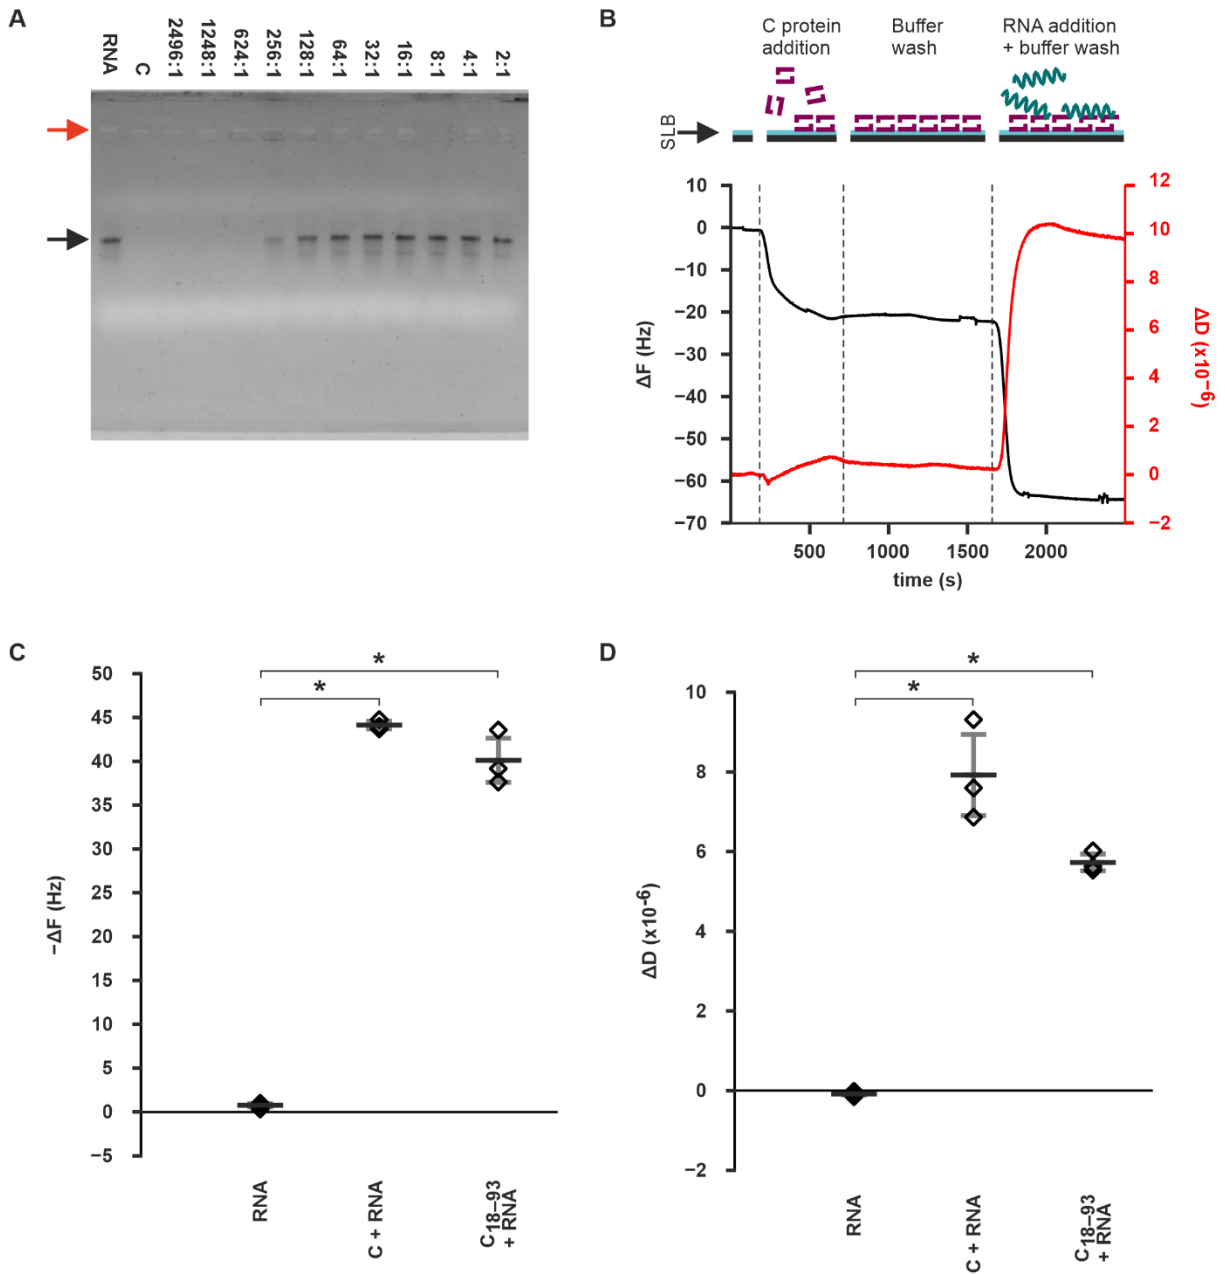 A
RNA
C
2496:1
1248:1
624:1
256:1
128:1
64:1
32:1
16:1
8:1
4:1
2:1
B
C protein
addition
Buffer
wash
RNA addition
+ buffer wash
SLB
10
0
−10
−20
−30
−40
−50
−60
−70
ΔF (Hz)
12
10
8
6
4
2
0
−2
ΔD (x10⁻⁶)
500
1000
1500
2000
time (s)
C
50
45
40
35
30
25
20
15
10
5
0
−5
−ΔF (Hz)
*
*
RNA
C + RNA
C18−93
+ RNA
D
10
8
6
4
2
0
−2
ΔD (x10⁻⁶)
*
*
RNA
C + RNA
C18−93
+ RNA